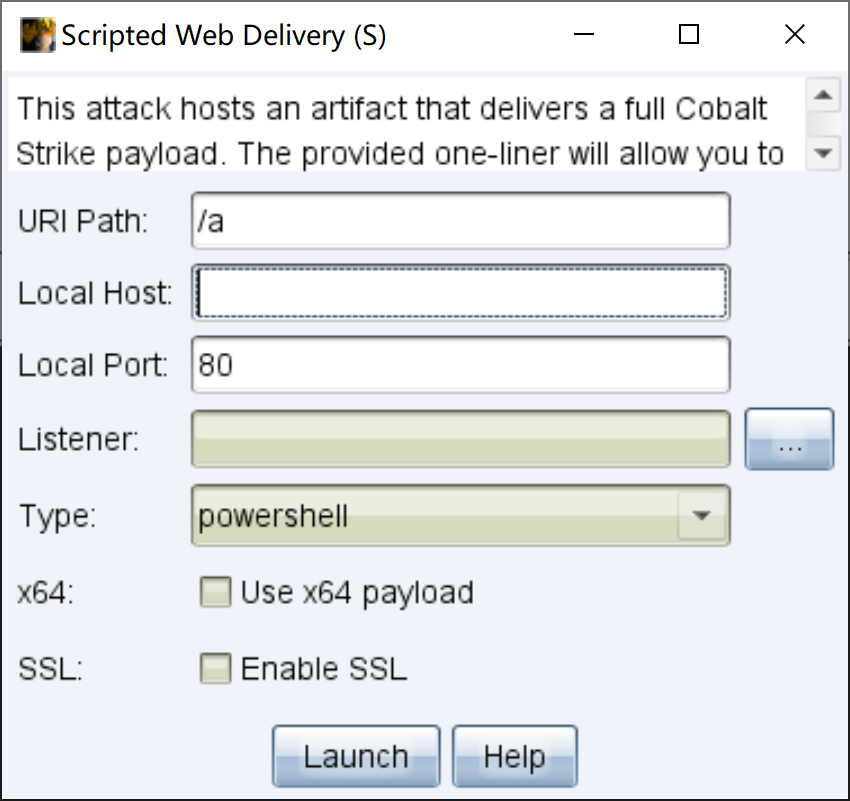 Scripted Web Delivery (S)
This attack hosts an artifact that delivers a full Cobalt
Strike payload. The provided one-liner will allow you to
URI Path: /a
Local Host:
Local Port: 80
Listener: ...
Type: powershell
x64: Use x64 payload
SSL: Enable SSL
Launch Help